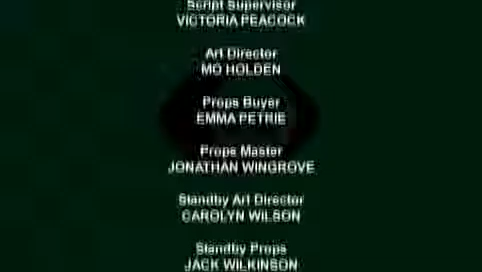 Script Supervisor
VICTORIA PEACOCK
Art Director
MO HOLDEN
Props Buyer
EMMA PETRIE
Props Master
JONATHAN WINGROVE
Standby Art Director
CAROLYN WILSON
Standby Props
JACK WILKINSON